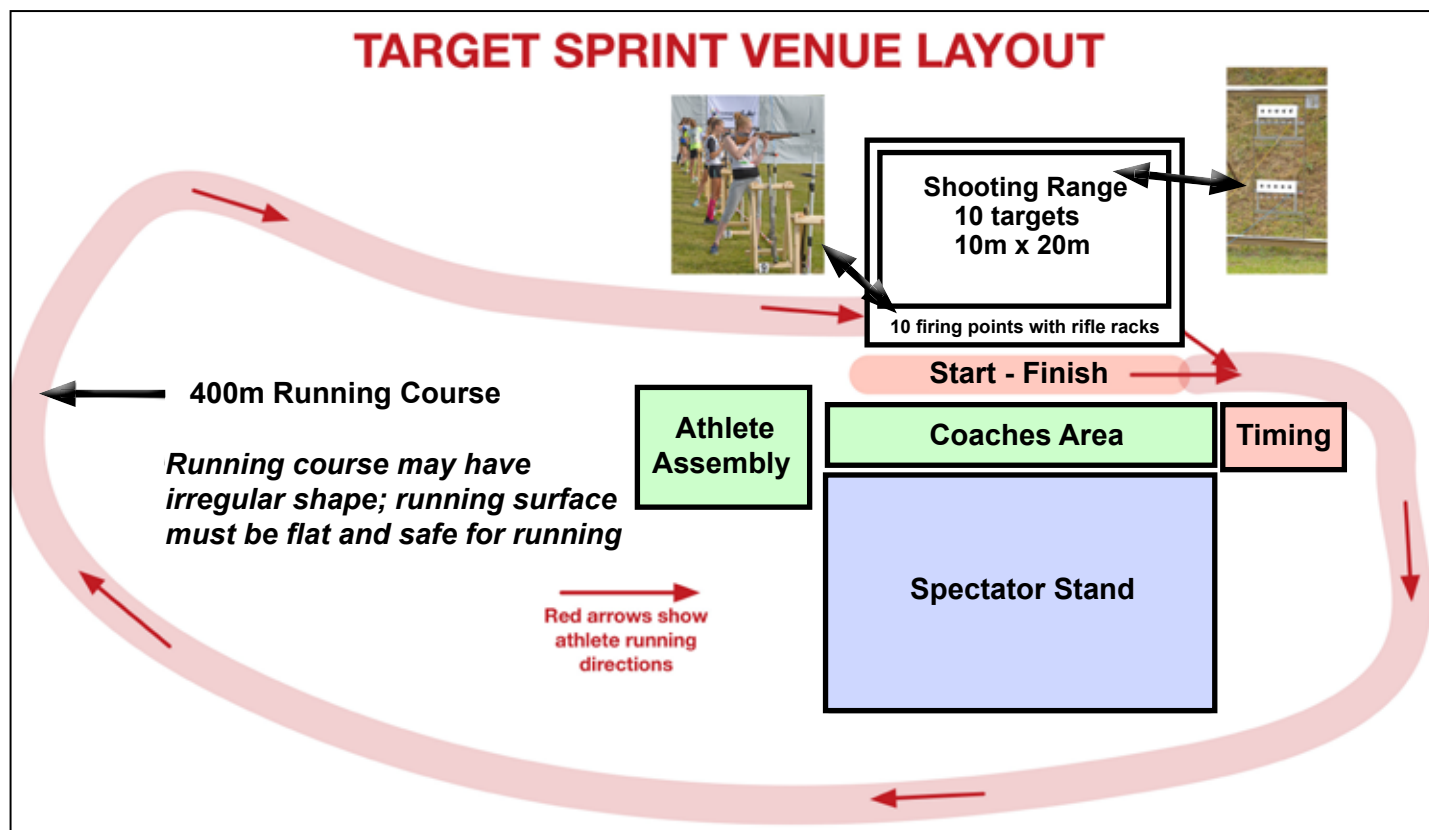 TARGET SPRINT VENUE LAYOUT
Shooting Range
10 targets
10m x 20m
10 firing points with rifle racks
Start - Finish
400m Running Course
Athlete
Assembly
Coaches Area
Timing
Running course may have
irregular shape; running surface
must be flat and safe for running
Spectator Stand
Red arrows show
athlete running
directions